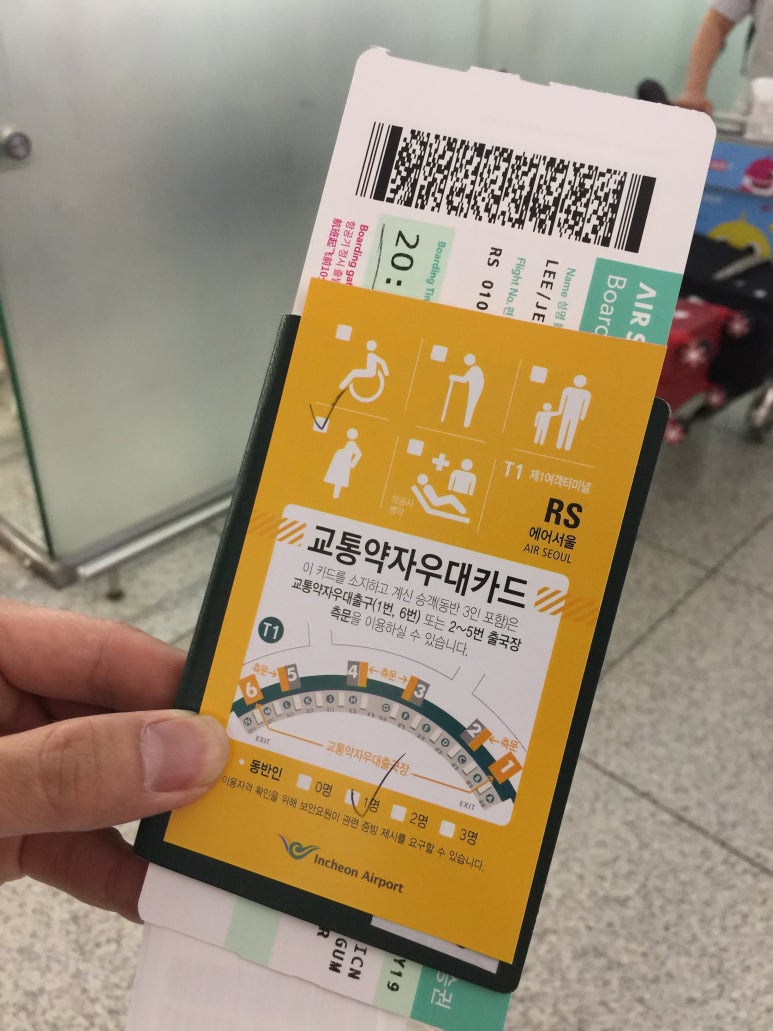 AIR S
Boarc
Name 성명
LEE/JE
Flight No. 편
RS 010
Boarding Tim
20:
Boarding gat
T1 제1여객터미널
RS
에어서울
AIR SEOUL
교통약자우대카드
이 카드를 소지하고 계신 승객(동반 3인 포함)은
교통약자우대출구(1번, 6번) 또는 2~5번 출국장
측문을 이용하실 수 있습니다.
T1
6 측문→ 5 4 ←측문→ 3 2 ←측문 1
N M L K J H G F E D C B A
EXIT 교통약자우대출국장 EXIT
• 동반인 0명 1명 2명 3명
이용자격 확인을 위해 보안요원이 관련 증빙 제시를 요구할 수 있습니다.
Incheon Airport
Y19
ICN
GUM
R
승권